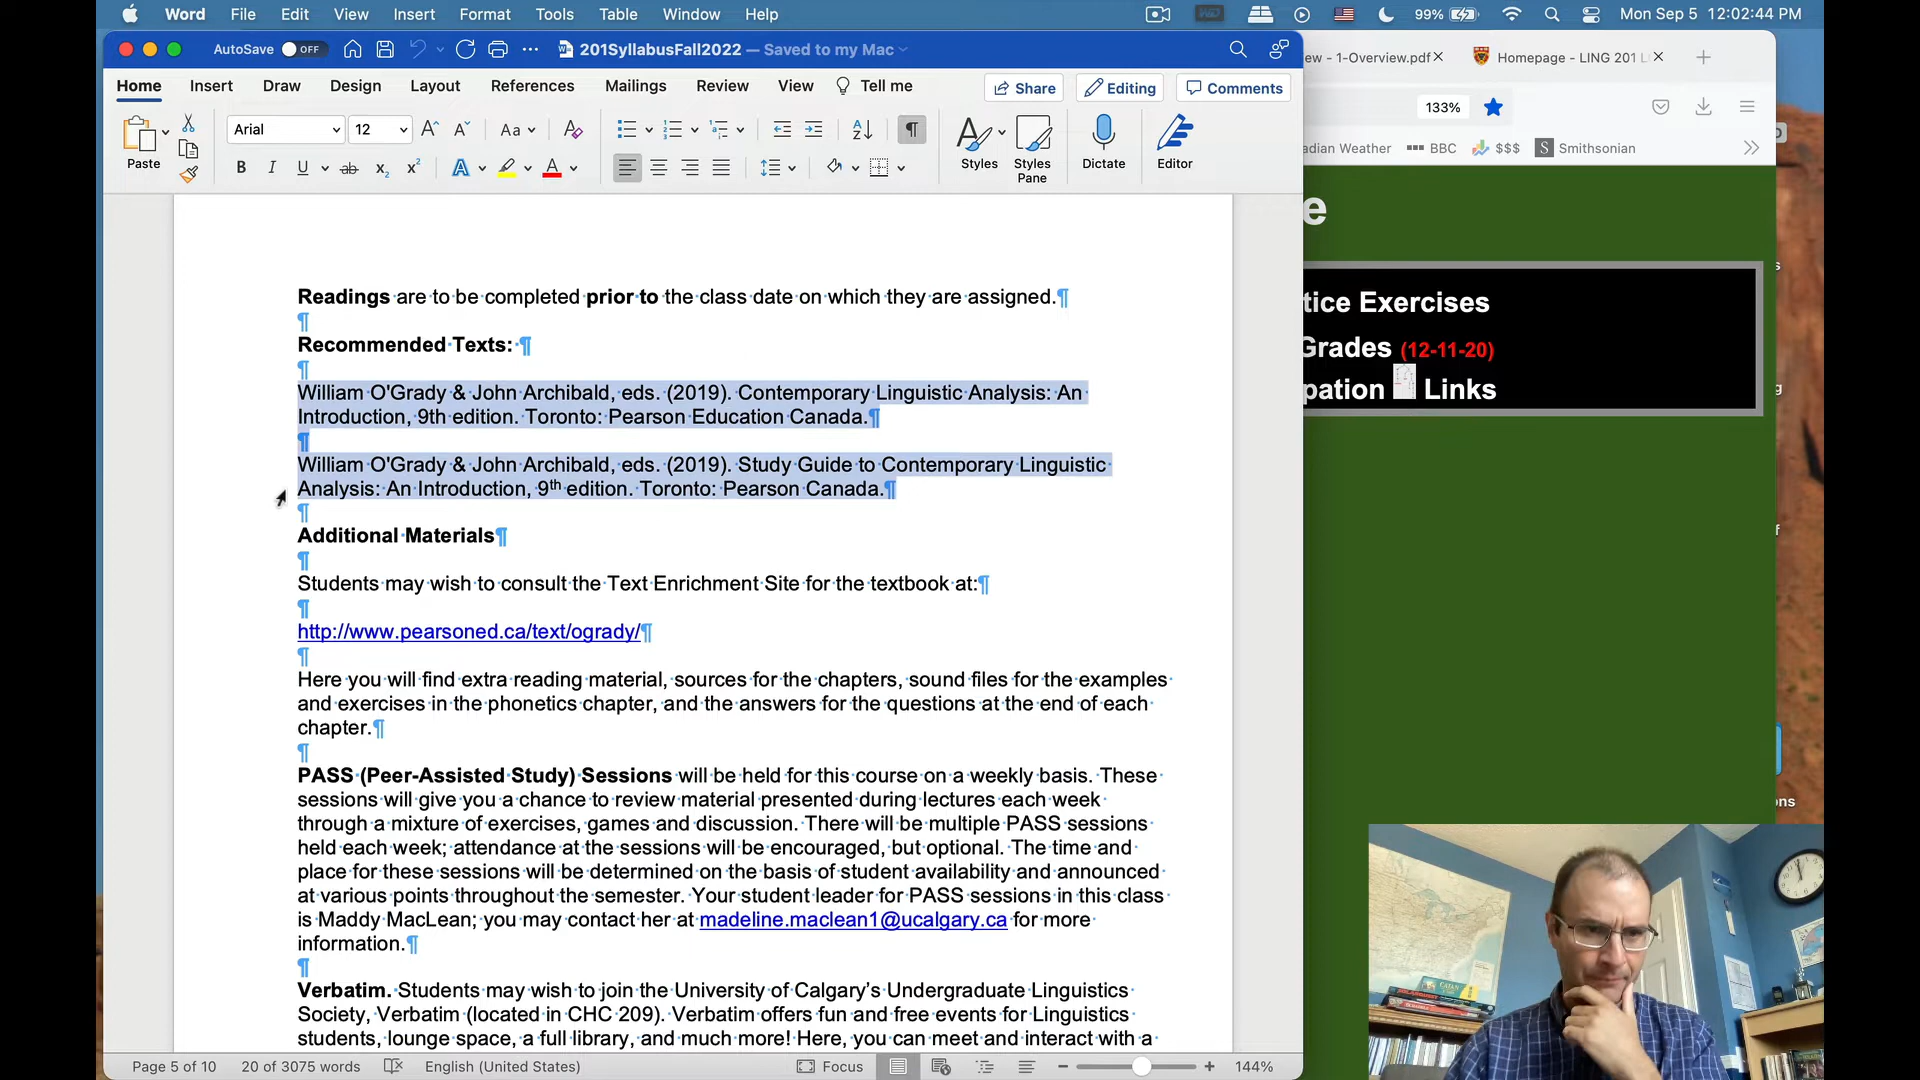 Word File Edit View Insert Format Tools Table Window Help 99% Mon Sep 5 12:02:44 PM
AutoSave OFF 201SyllabusFall2022 — Saved to my Mac
Home Insert Draw Design Layout References Mailings Review View Tell me Share Editing Comments
Arial 12 Aa
Paste Styles Styles Pane Dictate Editor
ew - 1-Overview.pdf Homepage - LING 201 L
133%
adian Weather BBC $$$ Smithsonian
e
tice Exercises
Grades (12-11-20)
pation Links
Readings are to be completed prior to the class date on which they are assigned.¶
¶
Recommended Texts: ¶
¶
William O'Grady & John Archibald, eds. (2019). Contemporary Linguistic Analysis: An
Introduction, 9th edition. Toronto: Pearson Education Canada.¶
¶
William O'Grady & John Archibald, eds. (2019). Study Guide to Contemporary Linguistic
Analysis: An Introduction, 9th edition. Toronto: Pearson Canada.¶
¶
Additional Materials¶
¶
Students may wish to consult the Text Enrichment Site for the textbook at:¶
¶
http://www.pearsoned.ca/text/ogrady/¶
¶
Here you will find extra reading material, sources for the chapters, sound files for the examples
and exercises in the phonetics chapter, and the answers for the questions at the end of each
chapter.¶
¶
PASS (Peer-Assisted Study) Sessions will be held for this course on a weekly basis. These
sessions will give you a chance to review material presented during lectures each week
through a mixture of exercises, games and discussion. There will be multiple PASS sessions
held each week; attendance at the sessions will be encouraged, but optional. The time and
place for these sessions will be determined on the basis of student availability and announced
at various points throughout the semester. Your student leader for PASS sessions in this class
is Maddy MacLean; you may contact her at madeline.maclean1@ucalgary.ca for more
information.¶
¶
Verbatim. Students may wish to join the University of Calgary's Undergraduate Linguistics
Society, Verbatim (located in CHC 209). Verbatim offers fun and free events for Linguistics
students, lounge space, a full library, and much more! Here, you can meet and interact with a
Page 5 of 10 20 of 3075 words English (United States) Focus 144%